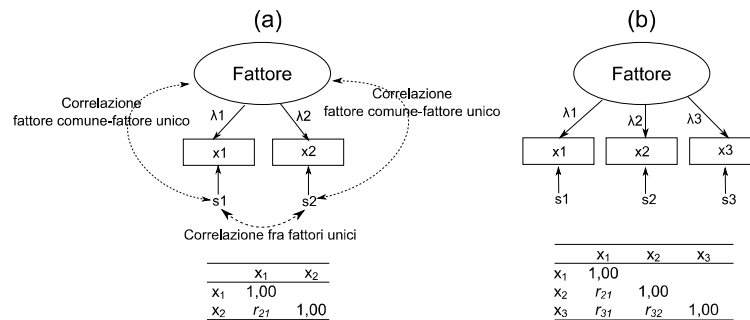 (a)
Fattore
Correlazione
fattore comune-fattore unico
Correlazione
fattore comune-fattore unico
λ1
λ2
x1
x2
s1
s2
Correlazione fra fattori unici
x₁ x₂
x₁ 1,00
x₂ r₂₁ 1,00
(b)
Fattore
λ1
λ2
λ3
x1
x2
x3
s1
s2
s3
x₁ x₂ x₃
x₁ 1,00
x₂ r₂₁ 1,00
x₃ r₃₁ r₃₂ 1,00